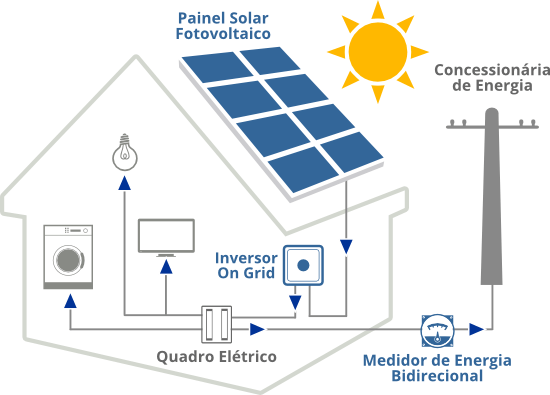 Painel Solar
Fotovoltaico
Concessionária
de Energia
Inversor
On Grid
Quadro Elétrico
Medidor de Energia
Bidirecional